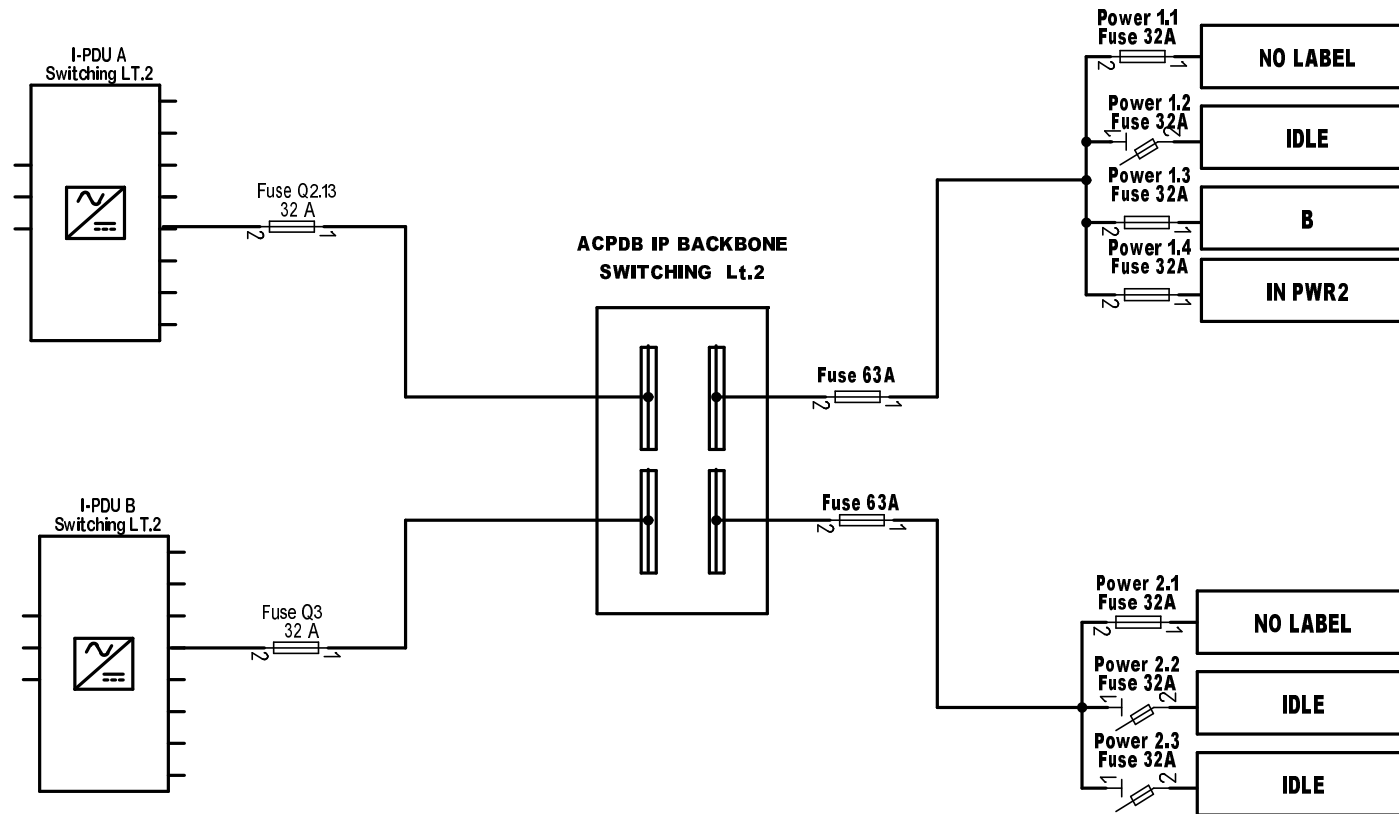 I-PDU A
Switching LT.2
Fuse Q2.13
32 A
2
1
ACPDB IP BACKBONE
SWITCHING Lt.2
Fuse 63A
2
1
Power 1.1
Fuse 32A
2
1
NO LABEL
Power 1.2
Fuse 32A
1
2
IDLE
Power 1.3
Fuse 32A
2
1
B
Power 1.4
Fuse 32A
2
1
IN PWR2
I-PDU B
Switching LT.2
Fuse Q3
32 A
2
1
Fuse 63A
2
1
Power 2.1
Fuse 32A
2
1
NO LABEL
Power 2.2
Fuse 32A
1
2
IDLE
Power 2.3
Fuse 32A
1
2
IDLE